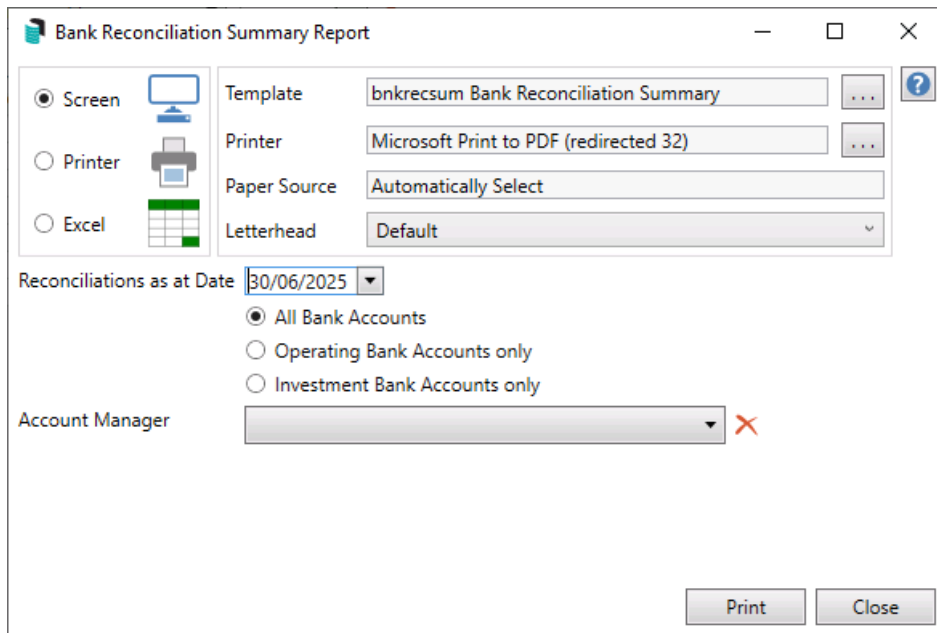 Bank Reconciliation Summary Report
Screen
Printer
Excel
Template bnkrecsum Bank Reconciliation Summary ...
Printer Microsoft Print to PDF (redirected 32) ...
Paper Source Automatically Select
Letterhead Default
?
Reconciliations as at Date 30/06/2025
All Bank Accounts
Operating Bank Accounts only
Investment Bank Accounts only
Account Manager
Print Close